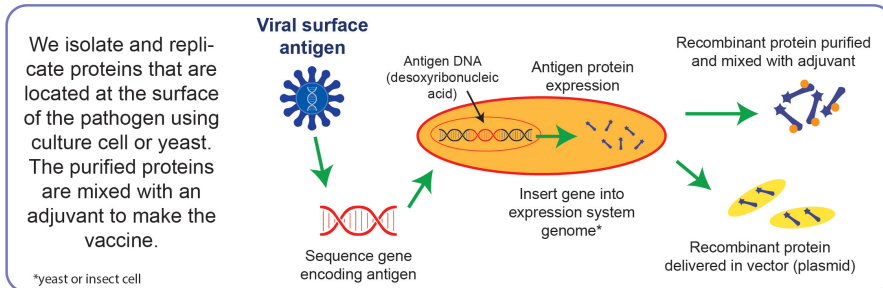 We isolate and repli-
cate proteins that are
located at the surface
of the pathogen using
culture cell or yeast.
The purified proteins
are mixed with an
adjuvant to make the
vaccine.
*yeast or insect cell
Viral surface
antigen
Sequence gene
encoding antigen
Antigen DNA
(desoxyribonucleic
acid)
Antigen protein
expression
Insert gene into
expression system
genome*
Recombinant protein purified
and mixed with adjuvant
Recombinant protein
delivered in vector (plasmid)